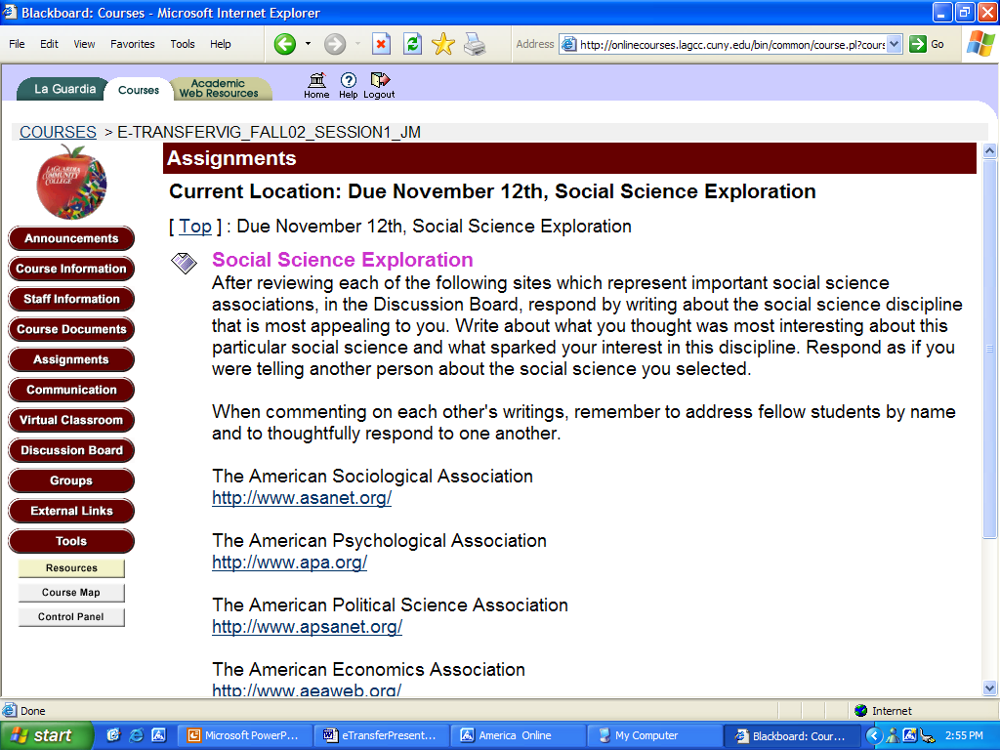 Blackboard: Courses - Microsoft Internet Explorer
File Edit View Favorites Tools Help
Address http://onlinecourses.lagcc.cuny.edu/bin/common/course.pl?cours Go
La Guardia
Courses
Academic
Web Resources
Home Help Logout
COURSES > E-TRANSFERVIG_FALL02_SESSION1_JM
LAGUARDIA
COMMUNITY
COLLEGE
Announcements
Course Information
Staff Information
Course Documents
Assignments
Communication
Virtual Classroom
Discussion Board
Groups
External Links
Tools
Resources
Course Map
Control Panel
Assignments
Current Location: Due November 12th, Social Science Exploration
[ Top ] : Due November 12th, Social Science Exploration
Social Science Exploration
After reviewing each of the following sites which represent important social science
associations, in the Discussion Board, respond by writing about the social science discipline
that is most appealing to you. Write about what you thought was most interesting about this
particular social science and what sparked your interest in this discipline. Respond as if you
were telling another person about the social science you selected.
When commenting on each other's writings, remember to address fellow students by name
and to thoughtfully respond to one another.
The American Sociological Association
http://www.asanet.org/
The American Psychological Association
http://www.apa.org/
The American Political Science Association
http://www.apsanet.org/
The American Economics Association
http://www.aeaweb.org/
Done
Internet
start
Microsoft PowerP...
eTransferPresent...
America Online
My Computer
Blackboard: Cour...
2:55 PM